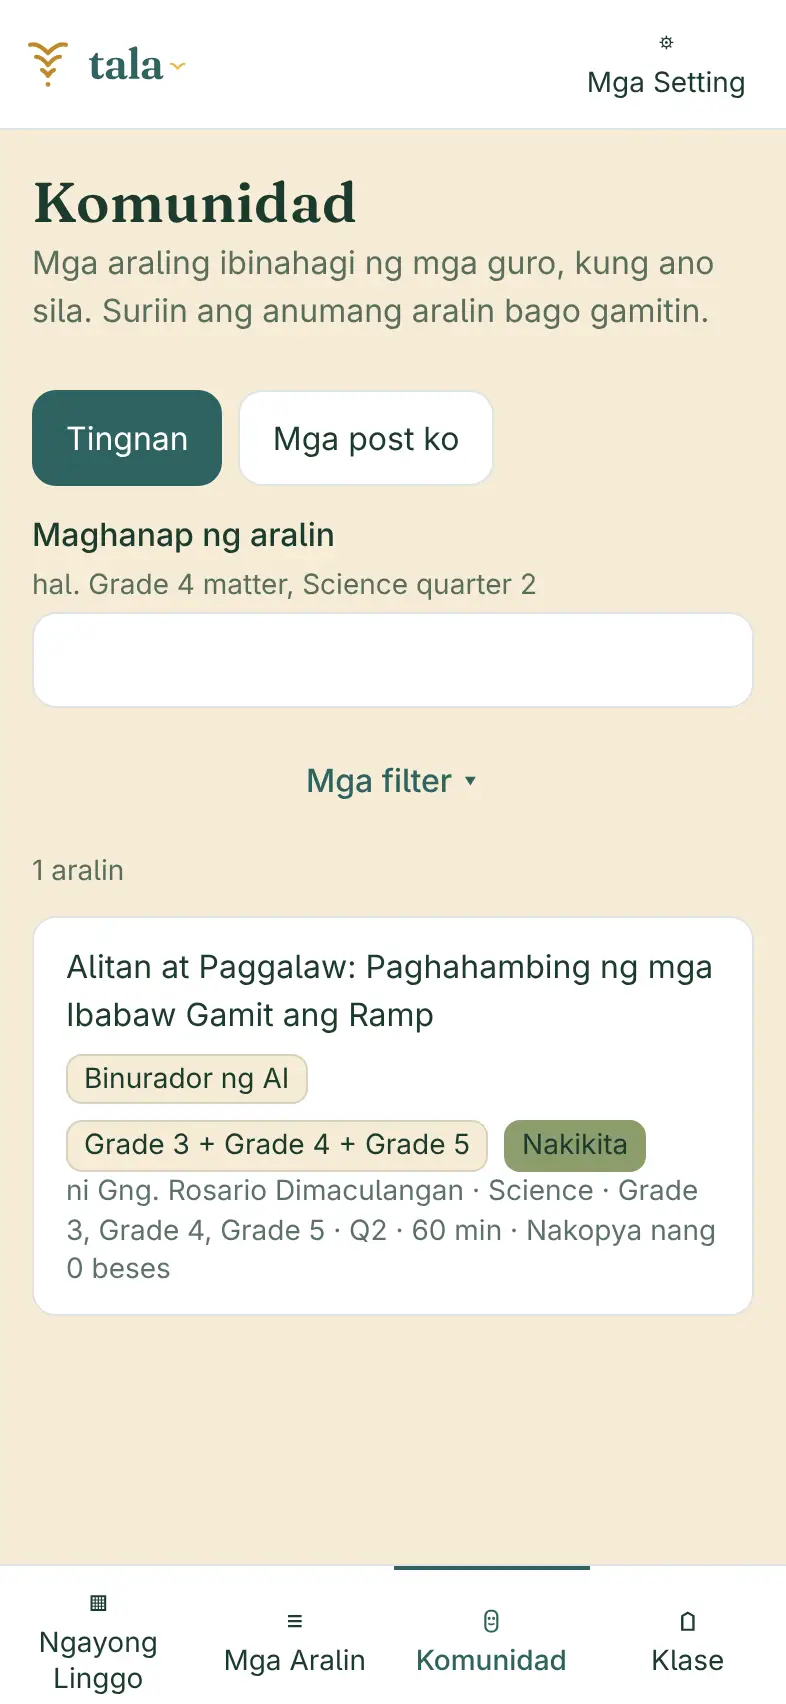 tala
Mga Setting
Komunidad
Mga araling ibinahagi ng mga guro, kung ano
sila. Suriin ang anumang aralin bago gamitin.
Tingnan
Mga post ko
Maghanap ng aralin
hal. Grade 4 matter, Science quarter 2
Mga filter ▾
1 aralin
Alitan at Paggalaw: Paghahambing ng mga
Ibabaw Gamit ang Ramp
Binurador ng AI
Grade 3 + Grade 4 + Grade 5
Nakikita
ni Gng. Rosario Dimaculangan · Science · Grade
3, Grade 4, Grade 5 · Q2 · 60 min · Nakopya nang
0 beses
Ngayong
Linggo
Mga Aralin
Komunidad
Klase